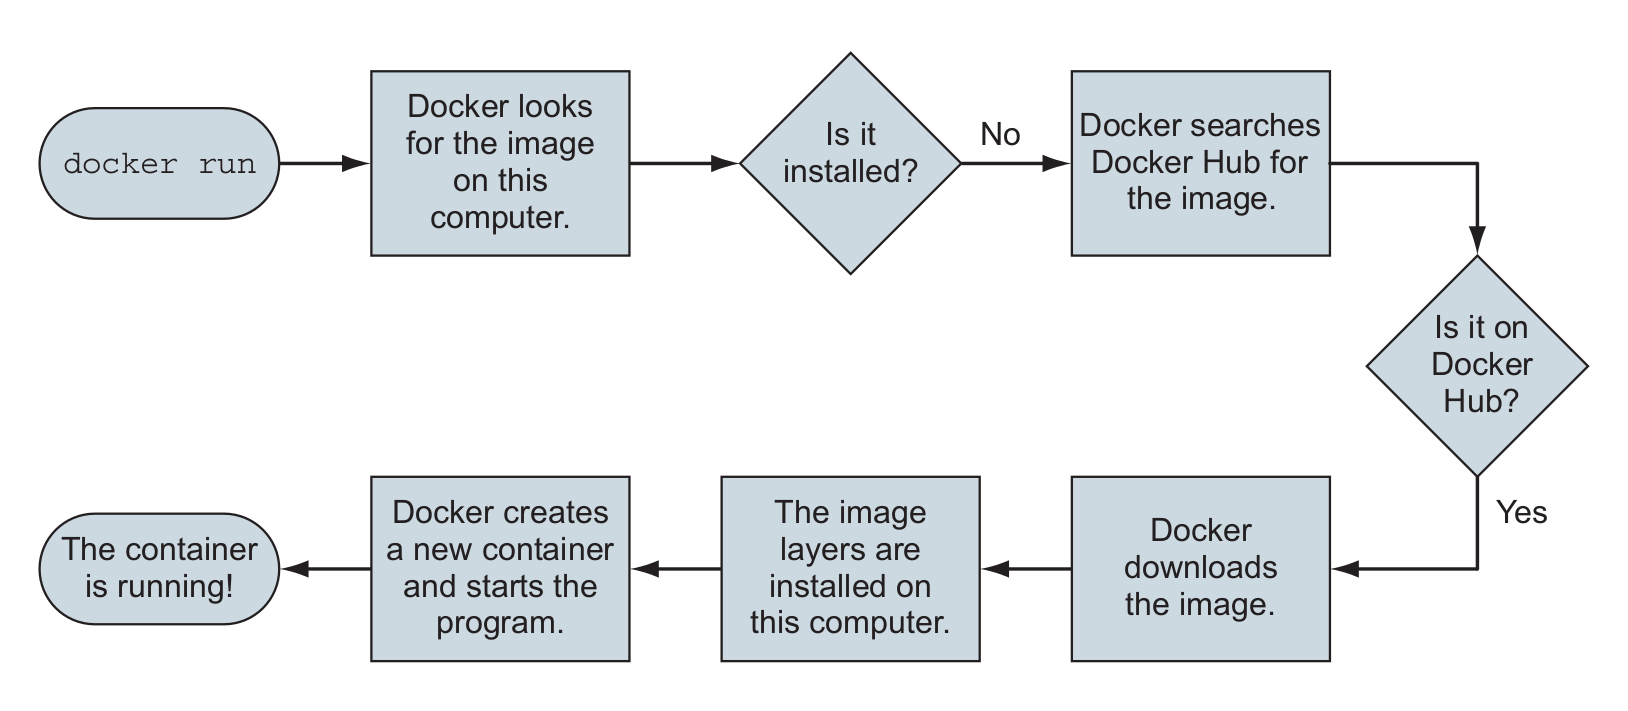 docker run
Docker looks
for the image
on this
computer.
Is it
installed?
No
Docker searches
Docker Hub for
the image.
Is it on
Docker
Hub?
Yes
Docker
downloads
the image.
The image
layers are
installed on
this computer.
Docker creates
a new container
and starts the
program.
The container
is running!